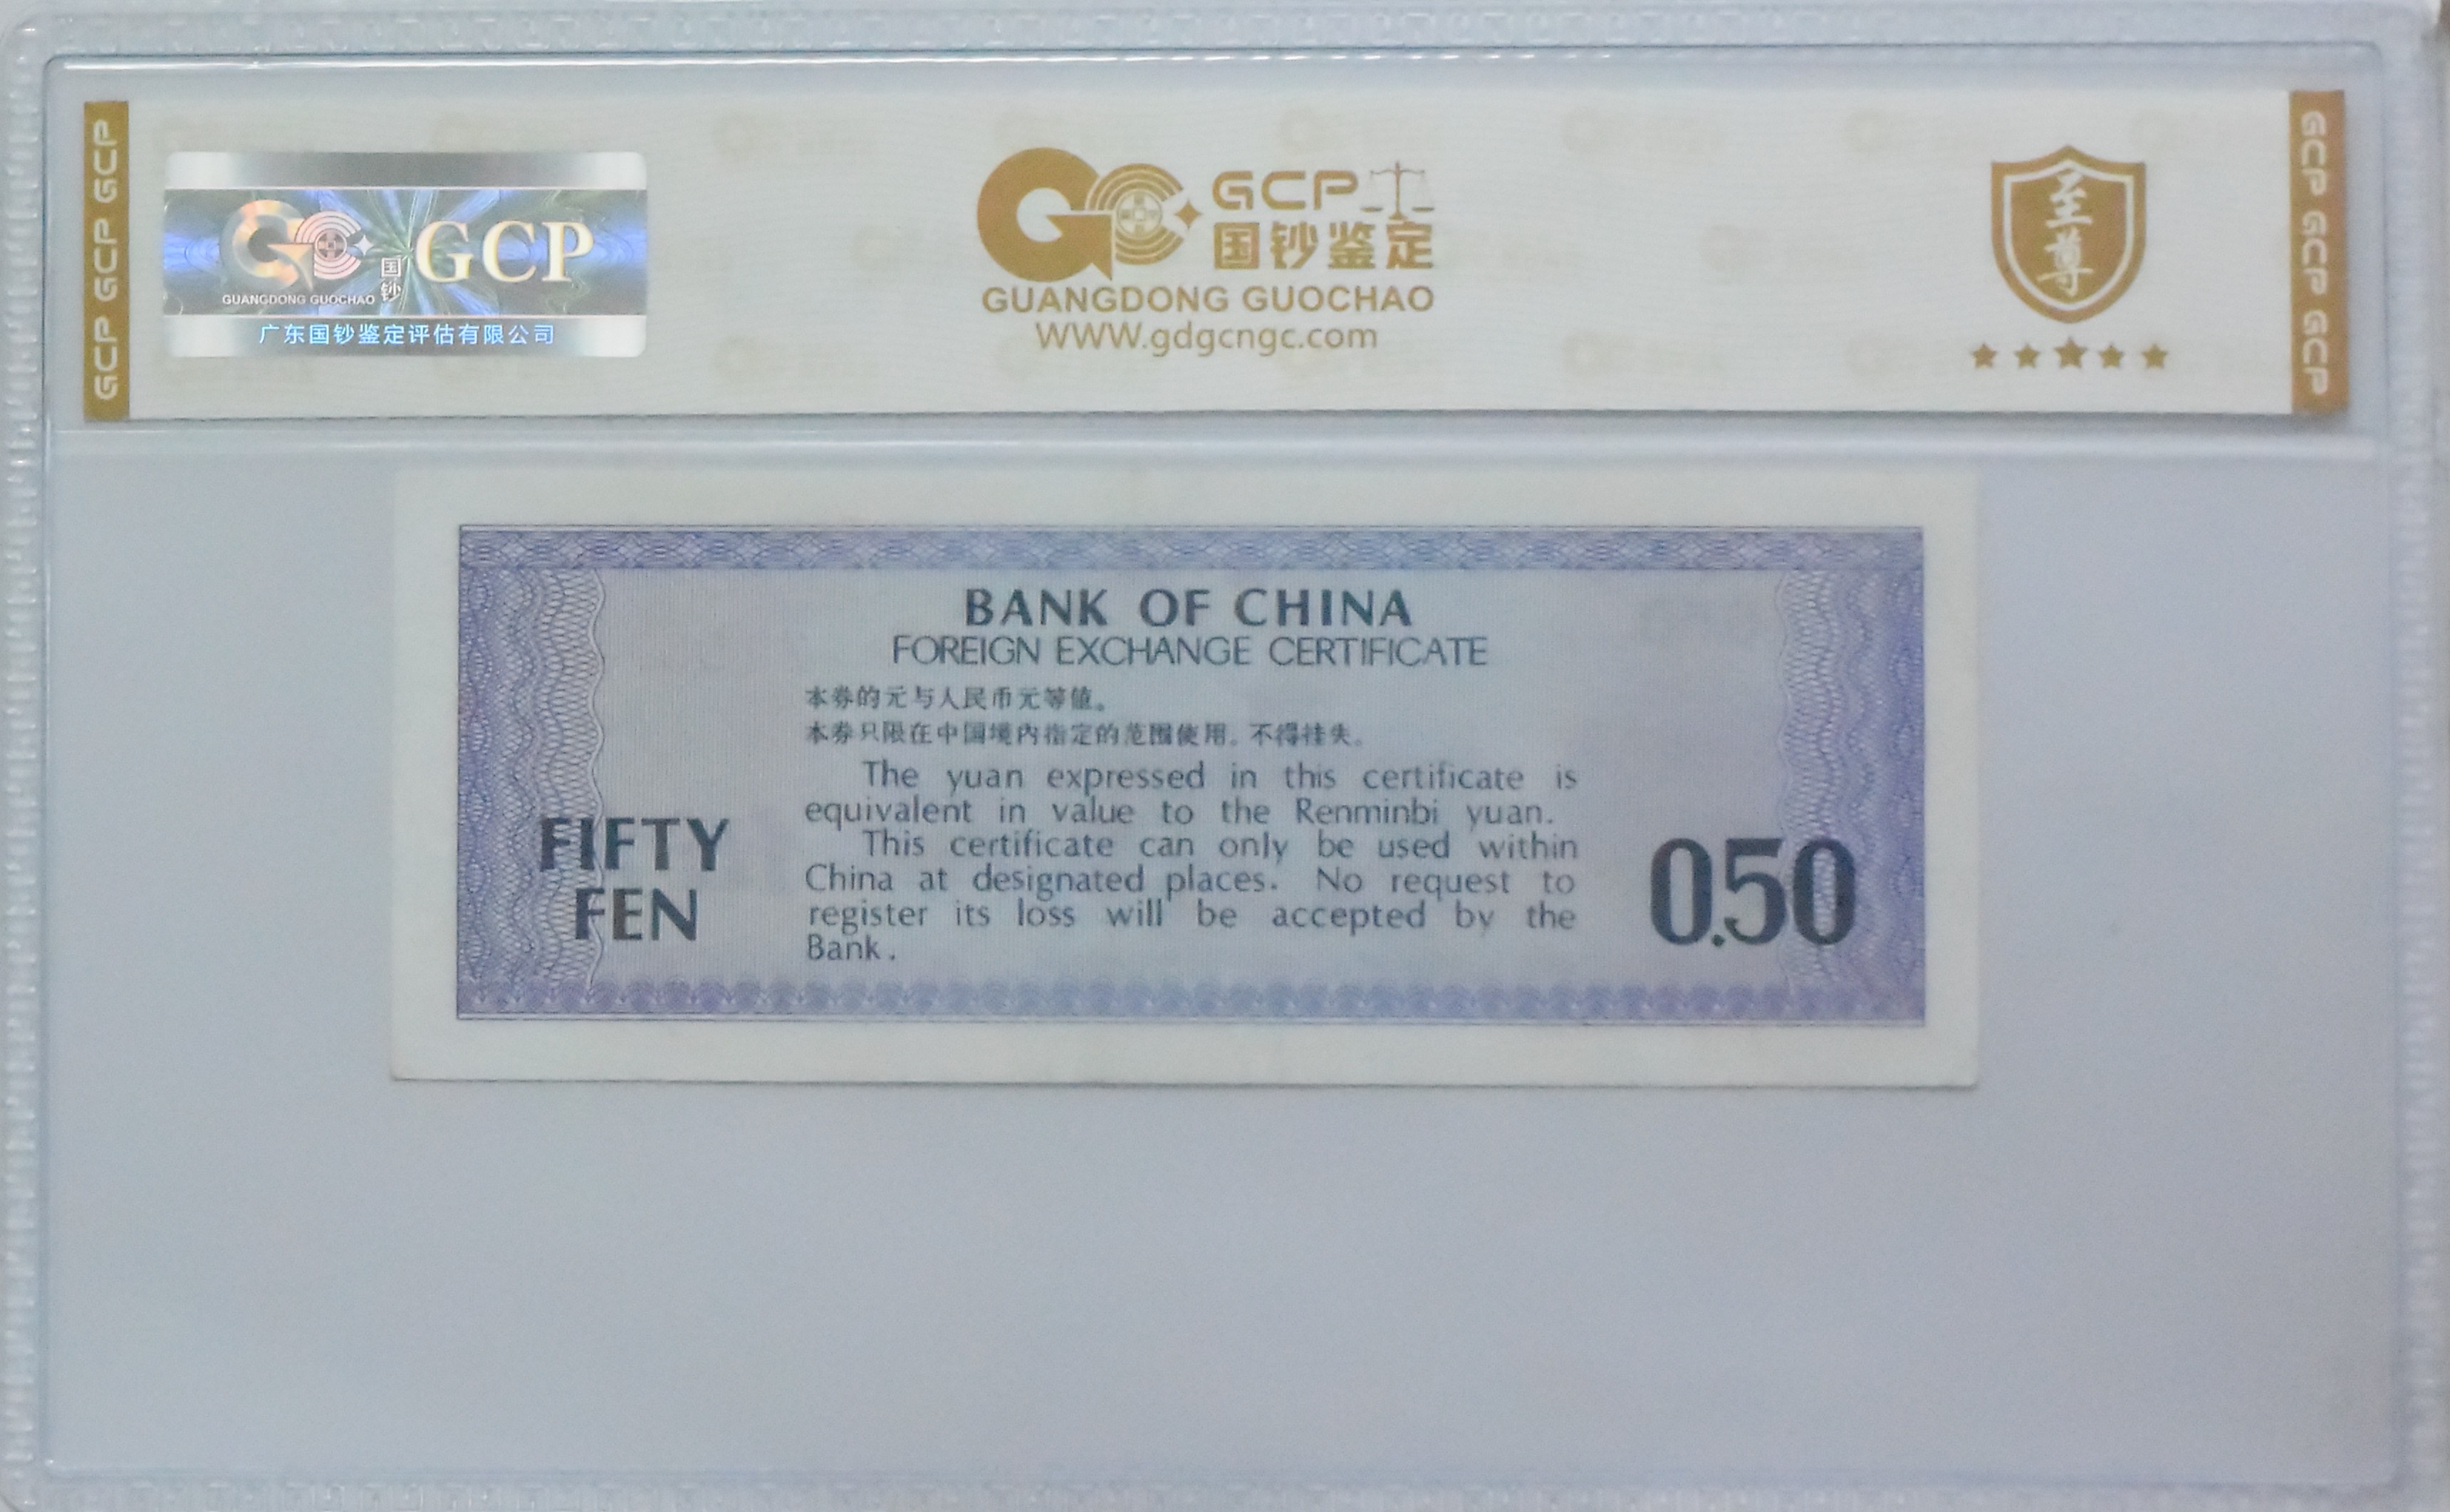 GCP GCP GCP
GUANGDONG GUOCHAO
国钞
GCP
广东国钞鉴定评估有限公司
GCP
国钞鉴定
GUANGDONG GUOCHAO
WWW.gdgcngc.com
至尊
GCP GCP GCP
BANK OF CHINA
FOREIGN EXCHANGE CERTIFICATE
本券的元与人民币元等值。
本券只限在中国境内指定的范围使用。不得挂失。
The yuan expressed in this certificate is
equivalent in value to the Renminbi yuan.
This certificate can only be used within
China at designated places. No request to
register its loss will be accepted by the
Bank.
FIFTY
FEN
0.50